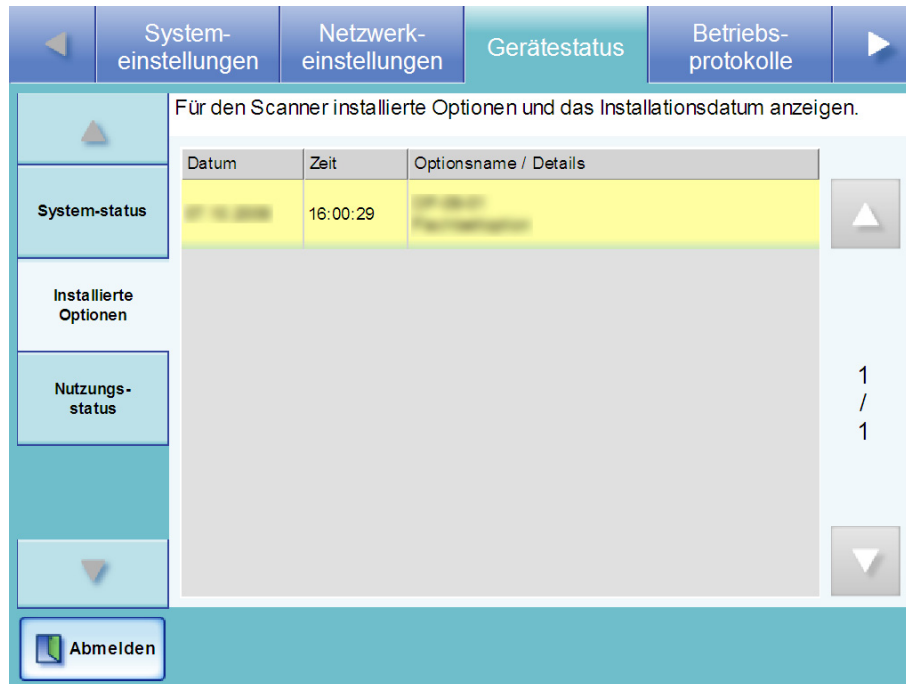 System-
einstellungen
Netzwerk-
einstellungen
Gerätestatus
Betriebs-
protokolle
Für den Scanner installierte Optionen und das Installationsdatum anzeigen.
Datum
Zeit
Optionsname / Details
System-status
16:00:29
Installierte
Optionen
Nutzungs-
status
1
/
1
Abmelden